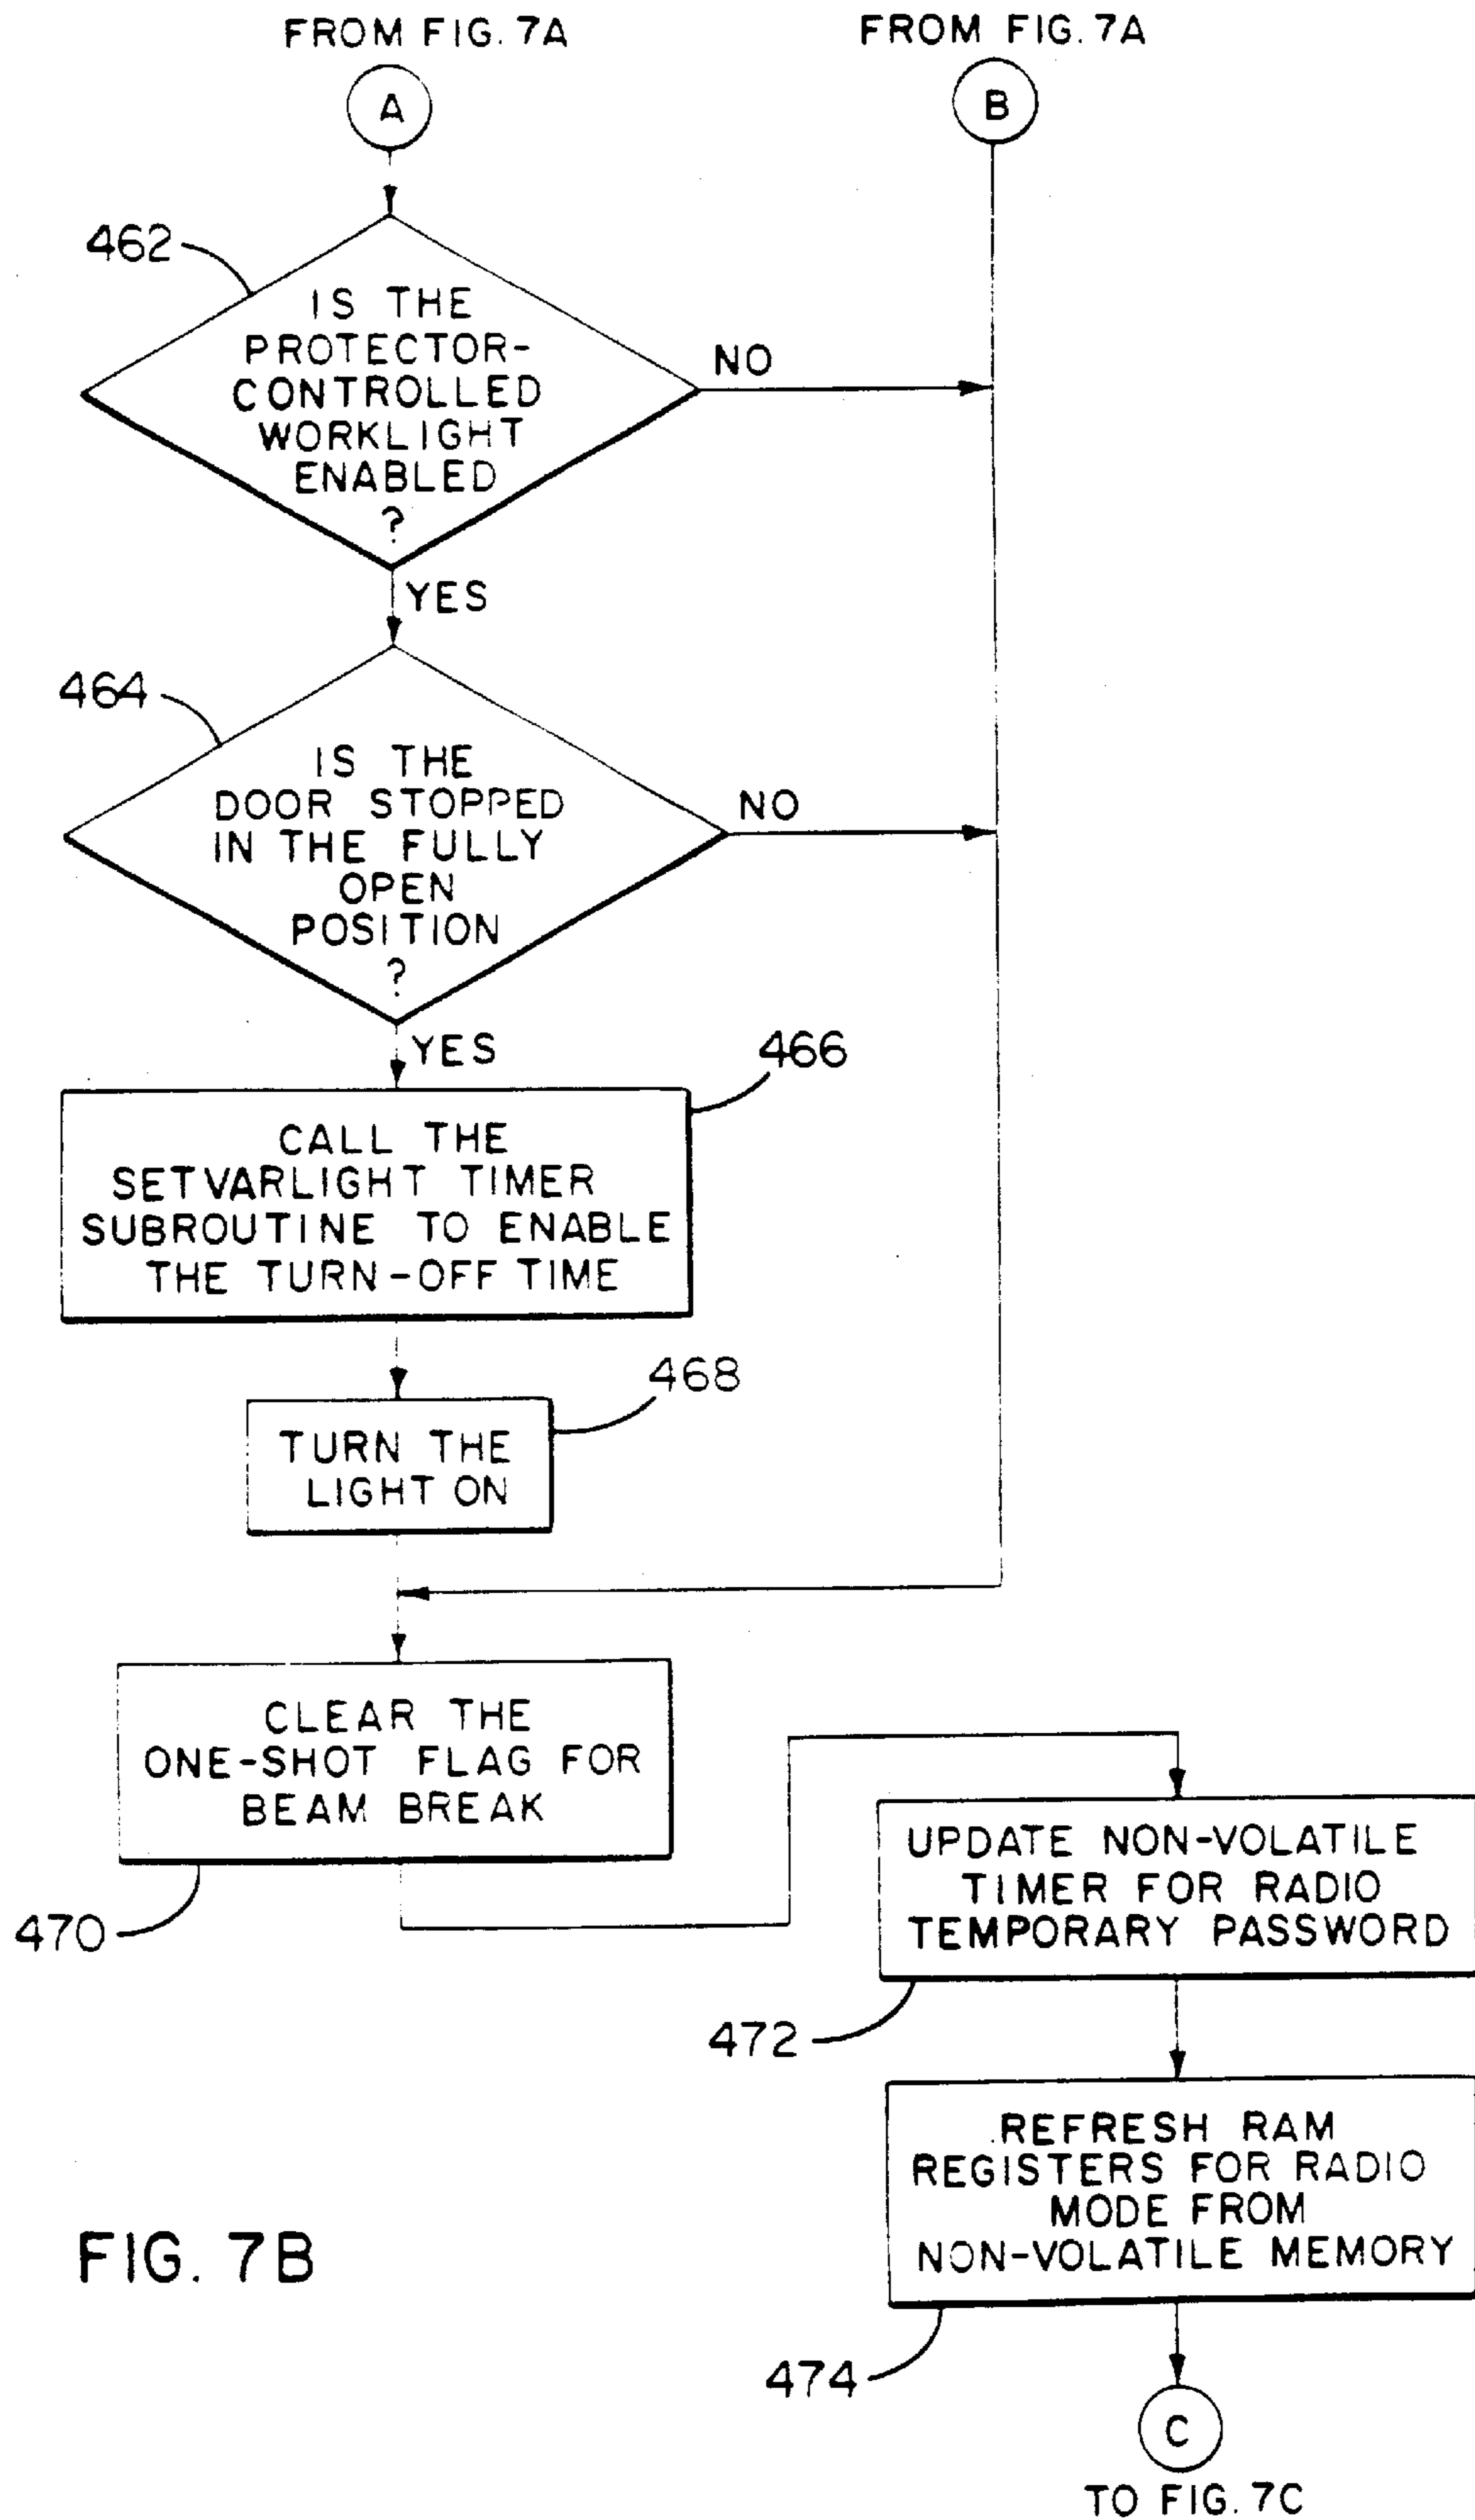 FROM FIG. 7A
FROM FIG. 7A
A
B
462
IS THE
PROTECTOR-
CONTROLLED
WORKLIGHT
ENABLED
?
NO
YES
464
IS THE
DOOR STOPPED
IN THE FULLY
OPEN
POSITION
?
NO
YES
466
CALL THE
SETVARLIGHT TIMER
SUBROUTINE TO ENABLE
THE TURN-OFF TIME
468
TURN THE
LIGHT ON
CLEAR THE
ONE-SHOT FLAG FOR
BEAM BREAK
470
UPDATE NON-VOLATILE
TIMER FOR RADIO
TEMPORARY PASSWORD
472
REFRESH RAM
REGISTERS FOR RADIO
MODE FROM
NON-VOLATILE MEMORY
474
FIG. 7B
C
TO FIG. 7C